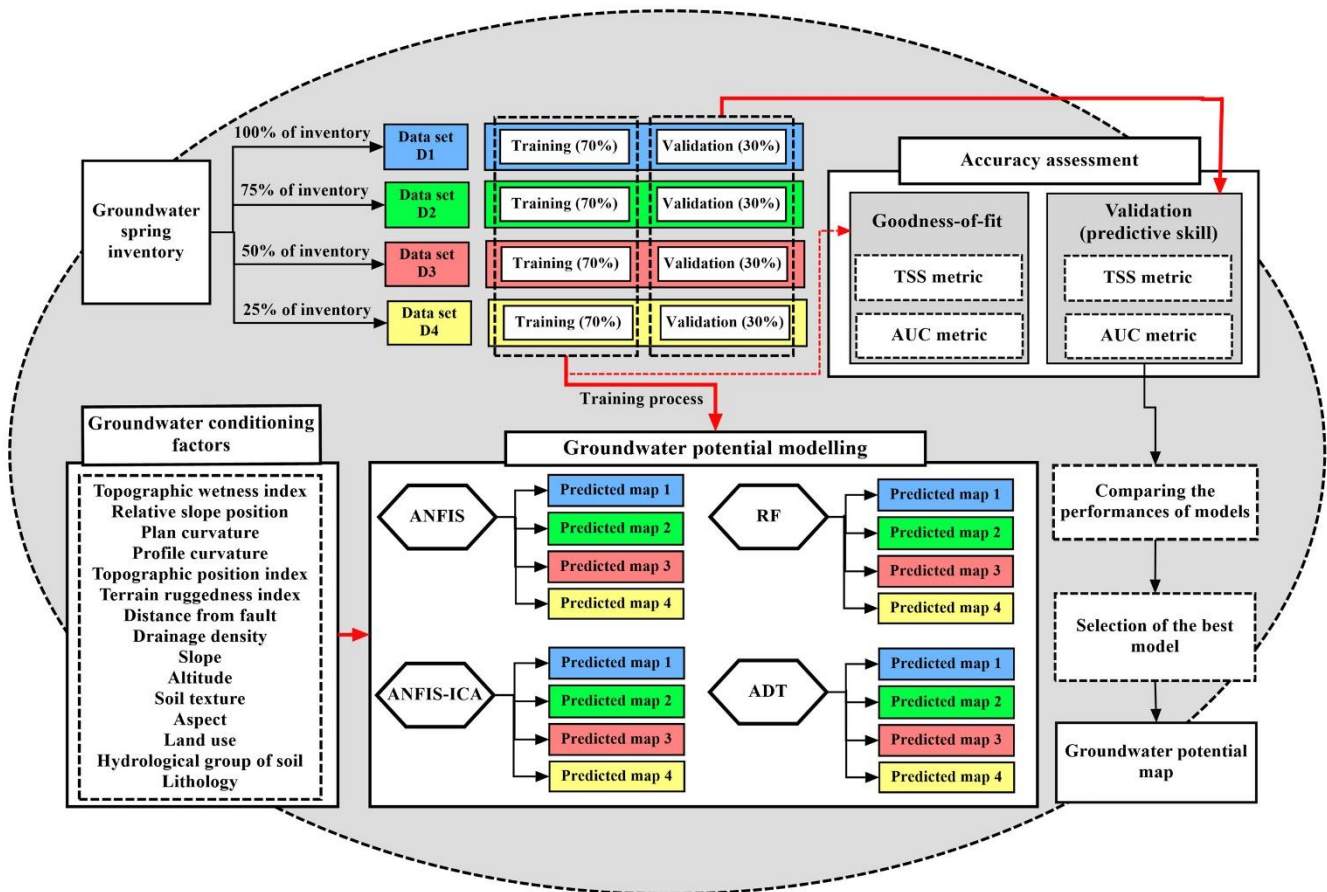 Groundwater
spring
inventory
100% of inventory
75% of inventory
50% of inventory
25% of inventory
Data set
D1
Data set
D2
Data set
D3
Data set
D4
Training (70%)
Validation (30%)
Training (70%)
Validation (30%)
Training (70%)
Validation (30%)
Training (70%)
Validation (30%)
Training process
Accuracy assessment
Goodness-of-fit
TSS metric
AUC metric
Validation
(predictive skill)
TSS metric
AUC metric
Groundwater conditioning
factors
Topographic wetness index
Relative slope position
Plan curvature
Profile curvature
Topographic position index
Terrain ruggedness index
Distance from fault
Drainage density
Slope
Altitude
Soil texture
Aspect
Land use
Hydrological group of soil
Lithology
Groundwater potential modelling
ANFIS
Predicted map 1
Predicted map 2
Predicted map 3
Predicted map 4
RF
Predicted map 1
Predicted map 2
Predicted map 3
Predicted map 4
ANFIS-ICA
Predicted map 1
Predicted map 2
Predicted map 3
Predicted map 4
ADT
Predicted map 1
Predicted map 2
Predicted map 3
Predicted map 4
Comparing the
performances of models
Selection of the best
model
Groundwater potential
map